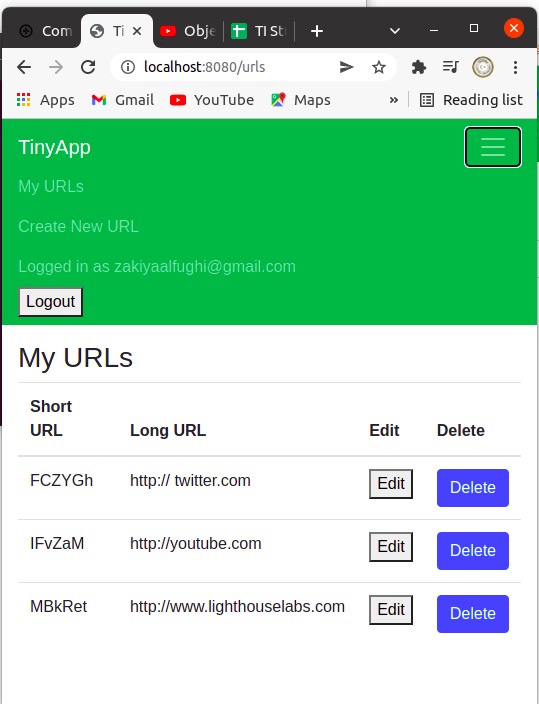 Com
Ti
Obje
TI St
localhost:8080/urls
Apps
Gmail
YouTube
Maps
»
Reading list
TinyApp
My URLs
Create New URL
Logged in as zakiyaalfughi@gmail.com
Logout
My URLs
Short
URL Long URL Edit Delete
FCZYGh http:// twitter.com Edit Delete
IFvZaM http://youtube.com Edit Delete
MBkRet http://www.lighthouselabs.com Edit Delete